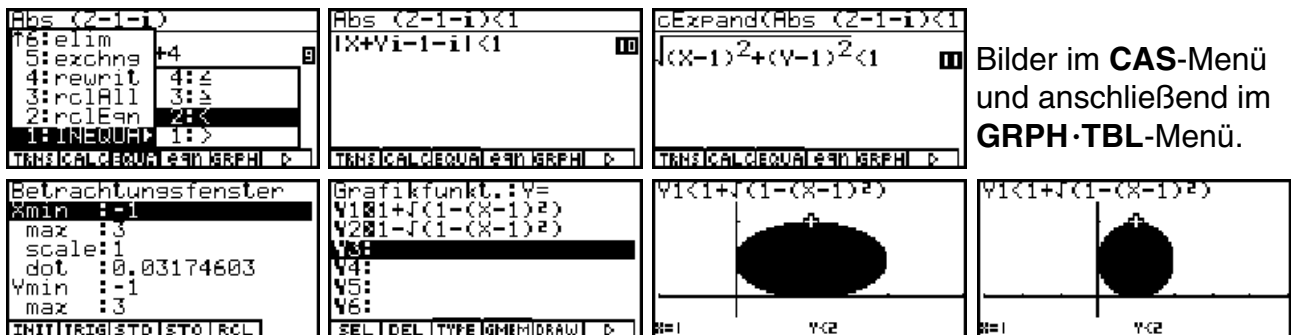 Abs (Z-1-i)
↑6:elim
5:exchng
+4
9
4:rewrit
4:≤
3:rclAll
3:≥
2:rclEqn
2:<
1:INEQUA▶
1:>
TRNS CALC EQUA eqn GRPH ▷
Abs (Z-1-i)<1
|X+Yi-1-i|<1
10
TRNS CALC EQUA eqn GRPH ▷
cExpand(Abs (Z-1-i)<1
√(X-1)²+(Y-1)²<1
11
TRNS CALC EQUA eqn GRPH ▷
Bilder im CAS-Menü
und anschließend im
GRPH·TBL-Menü.
Betrachtungsfenster
Xmin :-1
max :3
scale:1
dot :0.03174603
Ymin :-1
max :3
INIT TRIG STD STO RCL
Grafikfunkt.:Y=
Y1<1+√(1-(X-1)²)
Y2>1-√(1-(X-1)²)
Y3:
Y4:
Y5:
Y6:
SEL DEL TYPE GMEM DRAW ▷
Y1<1+√(1-(X-1)²)
X=1
Y<2
Y1<1+√(1-(X-1)²)
X=1
Y<2